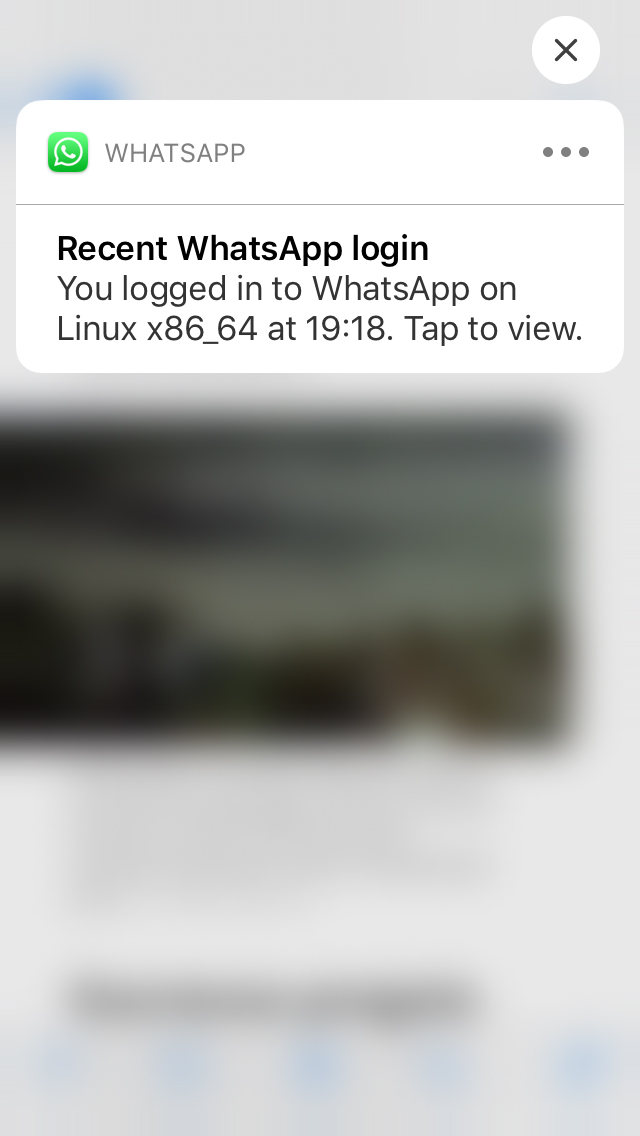 WHATSAPP
Recent WhatsApp login
You logged in to WhatsApp on
Linux x86_64 at 19:18. Tap to view.